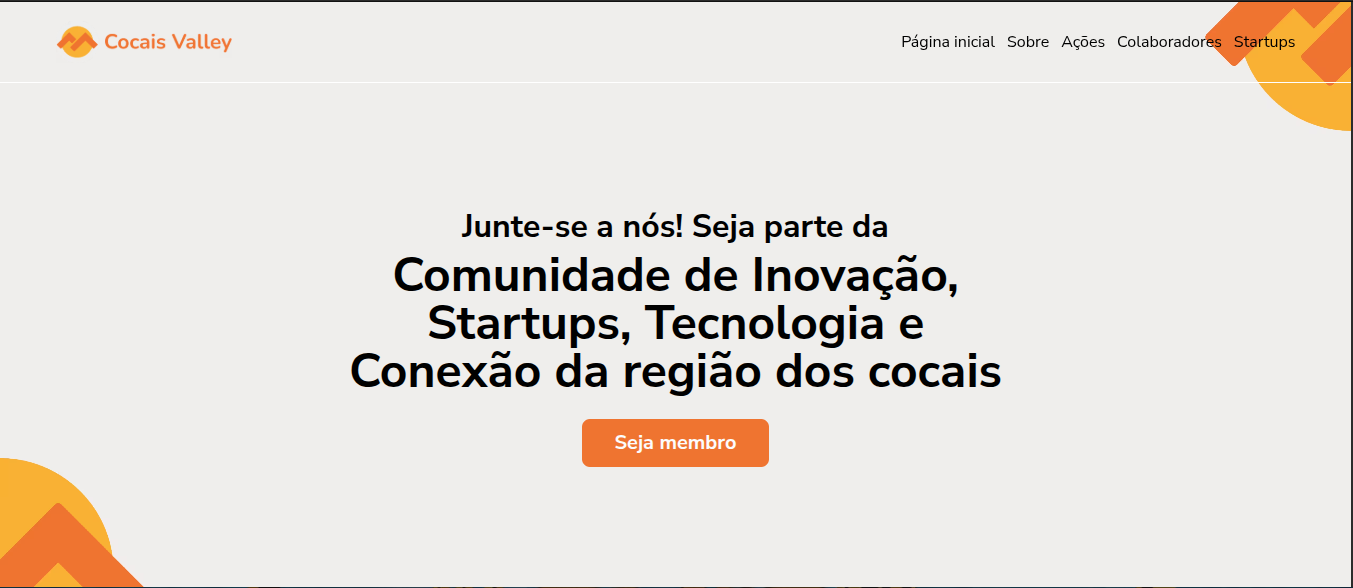 Cocais Valley
Página inicial Sobre Ações Colaboradores Startups
Junte-se a nós! Seja parte da
Comunidade de Inovação,
Startups, Tecnologia e
Conexão da região dos cocais
Seja membro